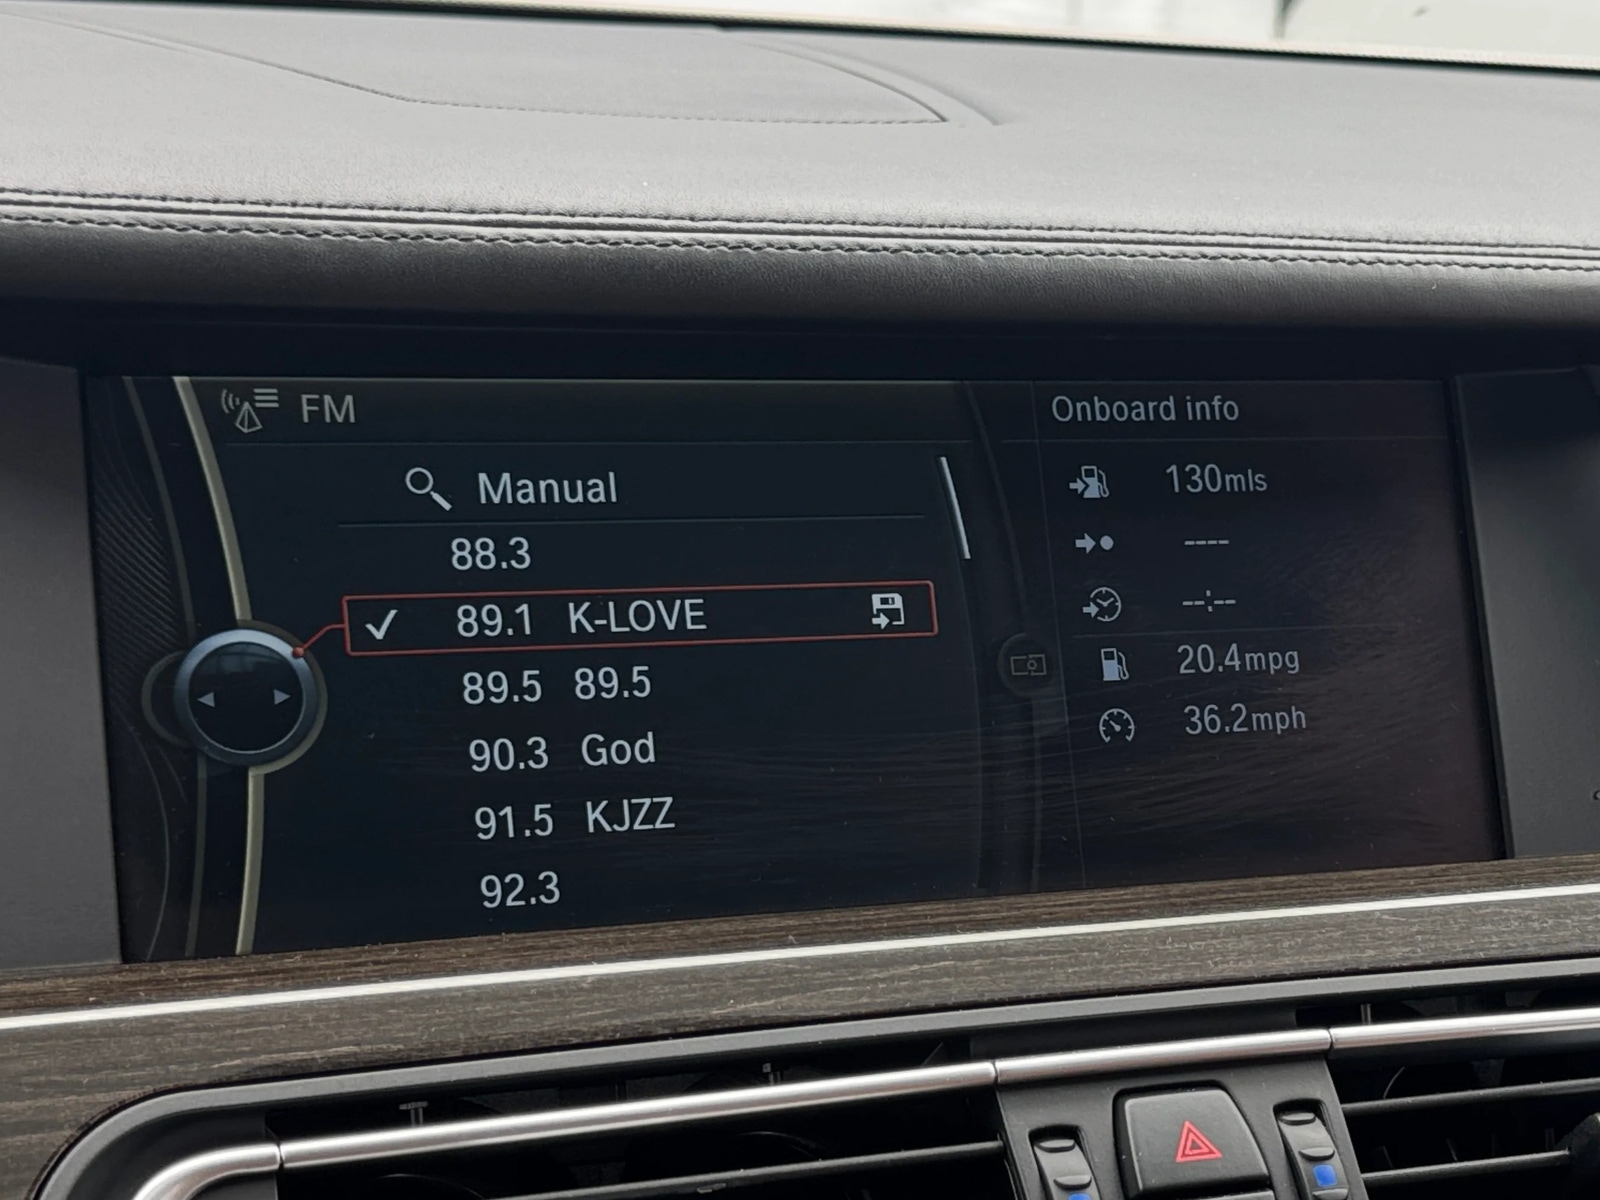 FM
Manual
88.3
89.1 K-LOVE
89.5 89.5
90.3 God
91.5 KJZZ
92.3
Onboard info
130mls
----
--:--
20.4mpg
36.2mph